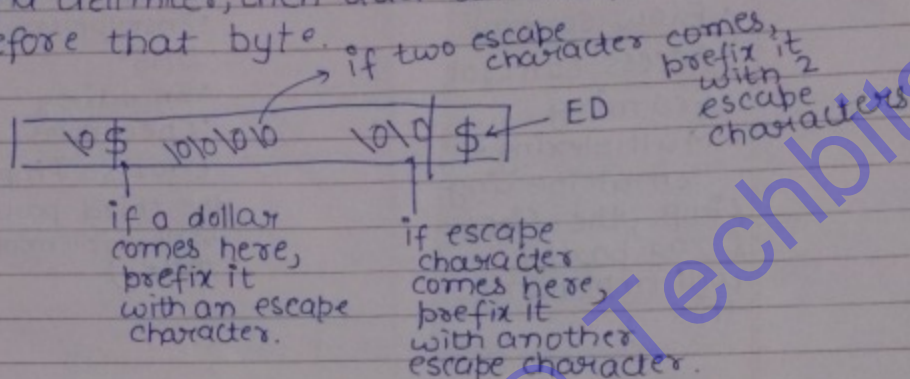 before that byte.
if two escape
character comes,
prefix it
with 2
escape
characters
\0$ \0\0\0\0 \0\0 $ ED
if a dollar
comes here,
prefix it
with an escape
character.
if escape
character
comes here,
prefix it
with another
escape character.
Techbit